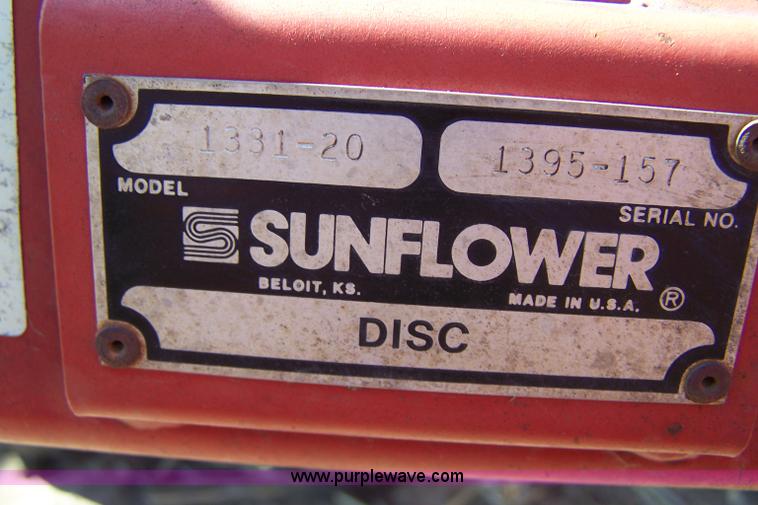 1331-20 1395-157
MODEL SERIAL NO.
SUNFLOWER
BELOIT, KS. MADE IN U.S.A. ®
DISC
www.purplewave.com